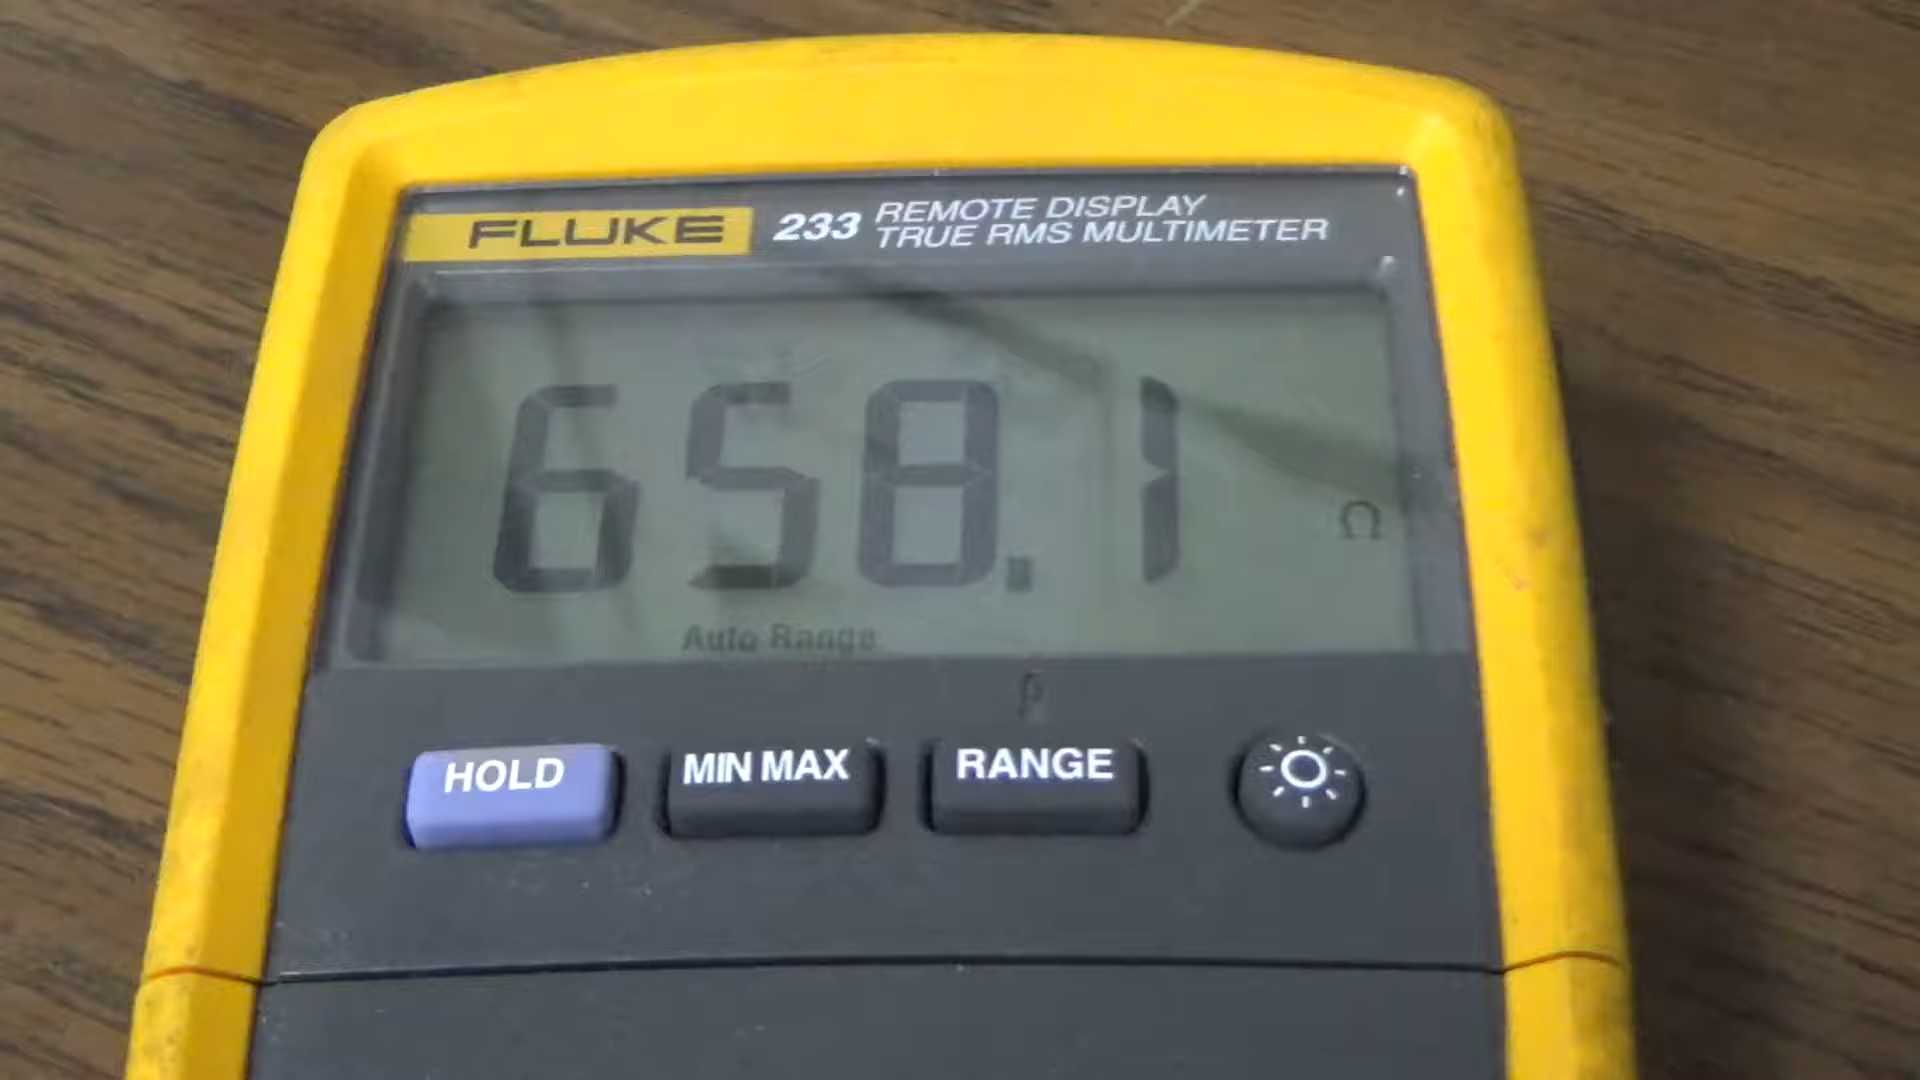 FLUKE 233 REMOTE DISPLAY
TRUE RMS MULTIMETER
658.1 Ω
Auto Range
HOLD MIN MAX RANGE